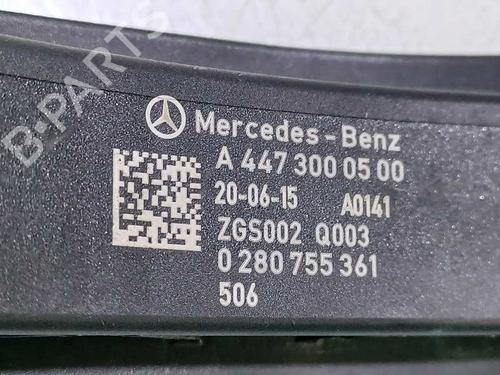 B-PARTS
Mercedes-Benz
A 447 300 05 00
20-06-15 A0141
ZGS002 Q003
0 280 755 361
506